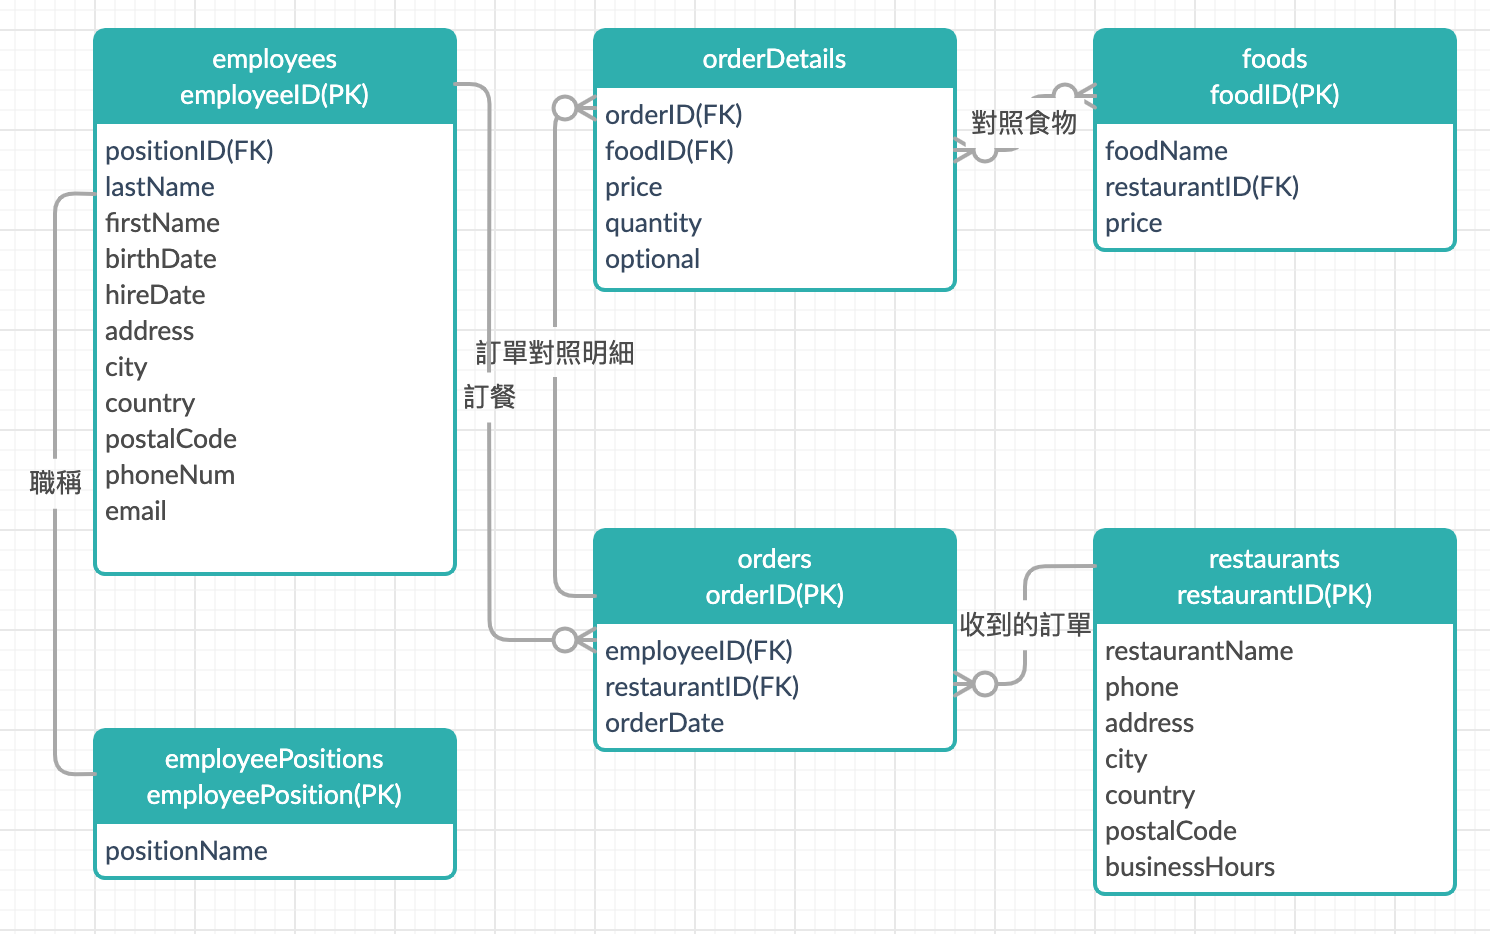 employees
employeeID(PK)
positionID(FK)
lastName
firstName
birthDate
hireDate
address
city
country
postalCode
phoneNum
email
職稱
employeePositions
employeePosition(PK)
positionName
訂單對照明細
訂餐
orderDetails
orderID(FK)
foodID(FK)
price
quantity
optional
對照食物
foods
foodID(PK)
foodName
restaurantID(FK)
price
orders
orderID(PK)
employeeID(FK)
restaurantID(FK)
orderDate
收到的訂單
restaurants
restaurantID(PK)
restaurantName
phone
address
city
country
postalCode
businessHours